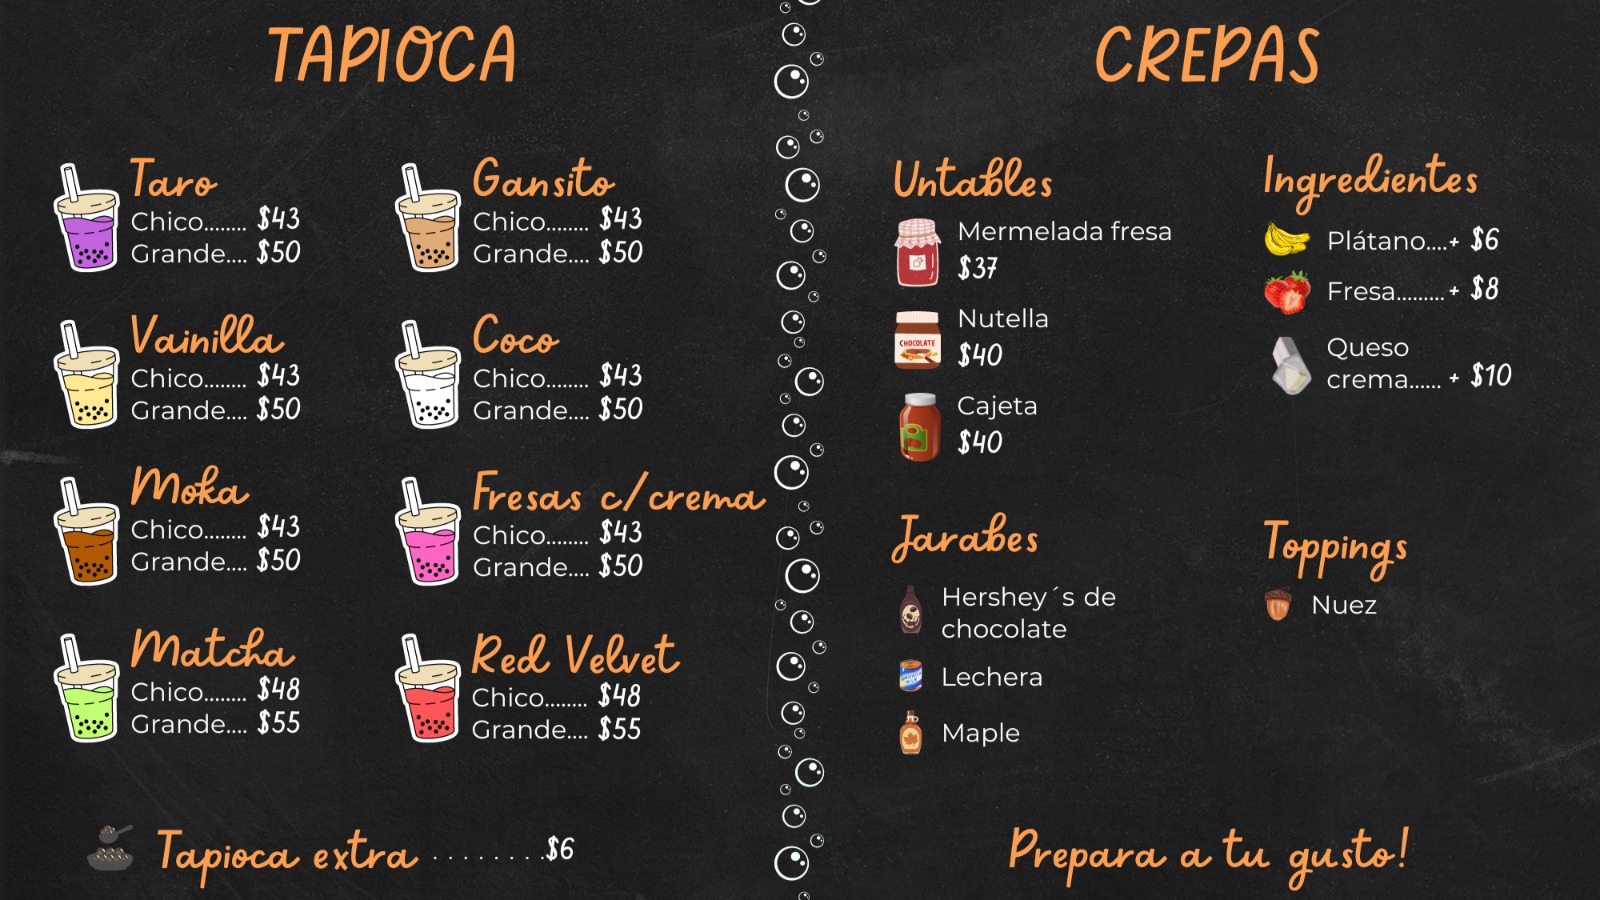 TAPIOCA
Taro
Chico........ $43
Grande.... $50
Gansito
Chico........ $43
Grande.... $50
Vainilla
Chico........ $43
Grande.... $50
Coco
Chico........ $43
Grande.... $50
Moka
Chico........ $43
Grande.... $50
Fresas c/crema
Chico........ $43
Grande.... $50
Matcha
Chico........ $48
Grande.... $55
Red Velvet
Chico........ $48
Grande.... $55
Tapioca extra ........$6
CREPAS
Untables
Mermelada fresa
$37
CHOCOLATE
Nutella
$40
Cajeta
$40
Ingredientes
Plátano....+ $6
Fresa.........+ $8
Queso
crema...... + $10
Jarabes
Hershey´s de
chocolate
Lechera
Maple
Toppings
Nuez
Prepara a tu gusto!